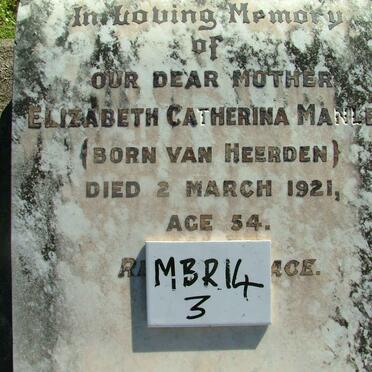 In Loving Memory
of
OUR DEAR MOTHER
ELIZABETH CATHERINA
(BORN VAN HEERDEN)
DIED 2 MARCH 1921,
AGE 54.
MBR14
3